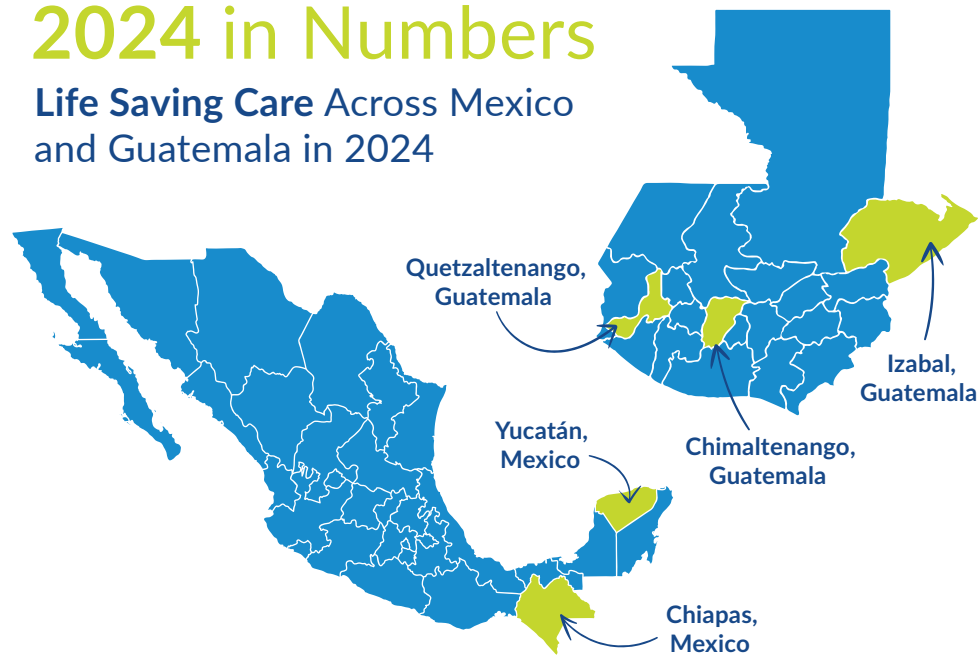 2024 in Numbers
Life Saving Care Across Mexico
and Guatemala in 2024
Quetzaltenango,
Guatemala
Izabal,
Guatemala
Yucatán,
Mexico
Chimaltenango,
Guatemala
Chiapas,
Mexico